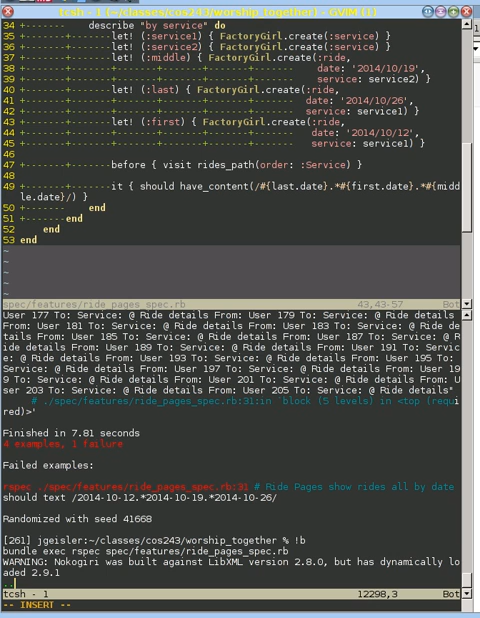 tcsh - 1 (~/classes/cos243/worship_together) - GVIM (1)
34 +-------+---- describe "by service" do
35 +-------+-------let! (:service1) { FactoryGirl.create(:service) }
36 +-------+-------let! (:service2) { FactoryGirl.create(:service) }
37 +-------+-------let! (:middle) { FactoryGirl.create(:ride,
38 +-------+-------+-------+-------+-------+------- date: '2014/10/19',
39 +-------+-------+-------+-------+-------+------- service: service2) }
40 +-------+-------let! (:last) { FactoryGirl.create(:ride,
41 +-------+-------+-------+-------+------- date: '2014/10/26',
42 +-------+-------+-------+-------+------- service: service1) }
43 +-------+-------let! (:first) { FactoryGirl.create(:ride,
44 +-------+-------+-------+-------+------- date: '2014/10/12',
45 +-------+-------+-------+-------+------- service: service1) }
46
47 +-------+-------before { visit rides_path(order: :Service) }
48
49 +-------+-------it { should have_content(/#{last.date}.*#{first.date}.*#{midd
le.date}/) }
50 +------- end
51 +-------end
52 end
53 end
~
~
~
~
spec/features/ride_pages_spec.rb 43,43-57 Bot
User 177 To: Service: @ Ride details From: User 179 To: Service: @ Ride details
From: User 181 To: Service: @ Ride details From: User 183 To: Service: @ Ride de
tails From: User 185 To: Service: @ Ride details From: User 187 To: Service: @ R
ide details From: User 189 To: Service: @ Ride details From: User 191 To: Servic
e: @ Ride details From: User 193 To: Service: @ Ride details From: User 195 To:
Service: @ Ride details From: User 197 To: Service: @ Ride details From: User 19
9 To: Service: @ Ride details From: User 201 To: Service: @ Ride details From: U
ser 203 To: Service: @ Ride details From: User 205 To: Service: @ Ride details"
# ./spec/features/ride_pages_spec.rb:31:in `block (5 levels) in <top (requi
red)>'
Finished in 7.81 seconds
4 examples, 1 failure
Failed examples:
rspec ./spec/features/ride_pages_spec.rb:31 # Ride Pages show rides all by date
should text /2014-10-12.*2014-10-19.*2014-10-26/
Randomized with seed 41668
[261] jgeisler:~/classes/cos243/worship_together % !b
bundle exec rspec spec/features/ride_pages_spec.rb
WARNING: Nokogiri was built against LibXML version 2.8.0, but has dynamically lo
aded 2.9.1
..
tcsh - 1 12298,3 Bot
-- INSERT --